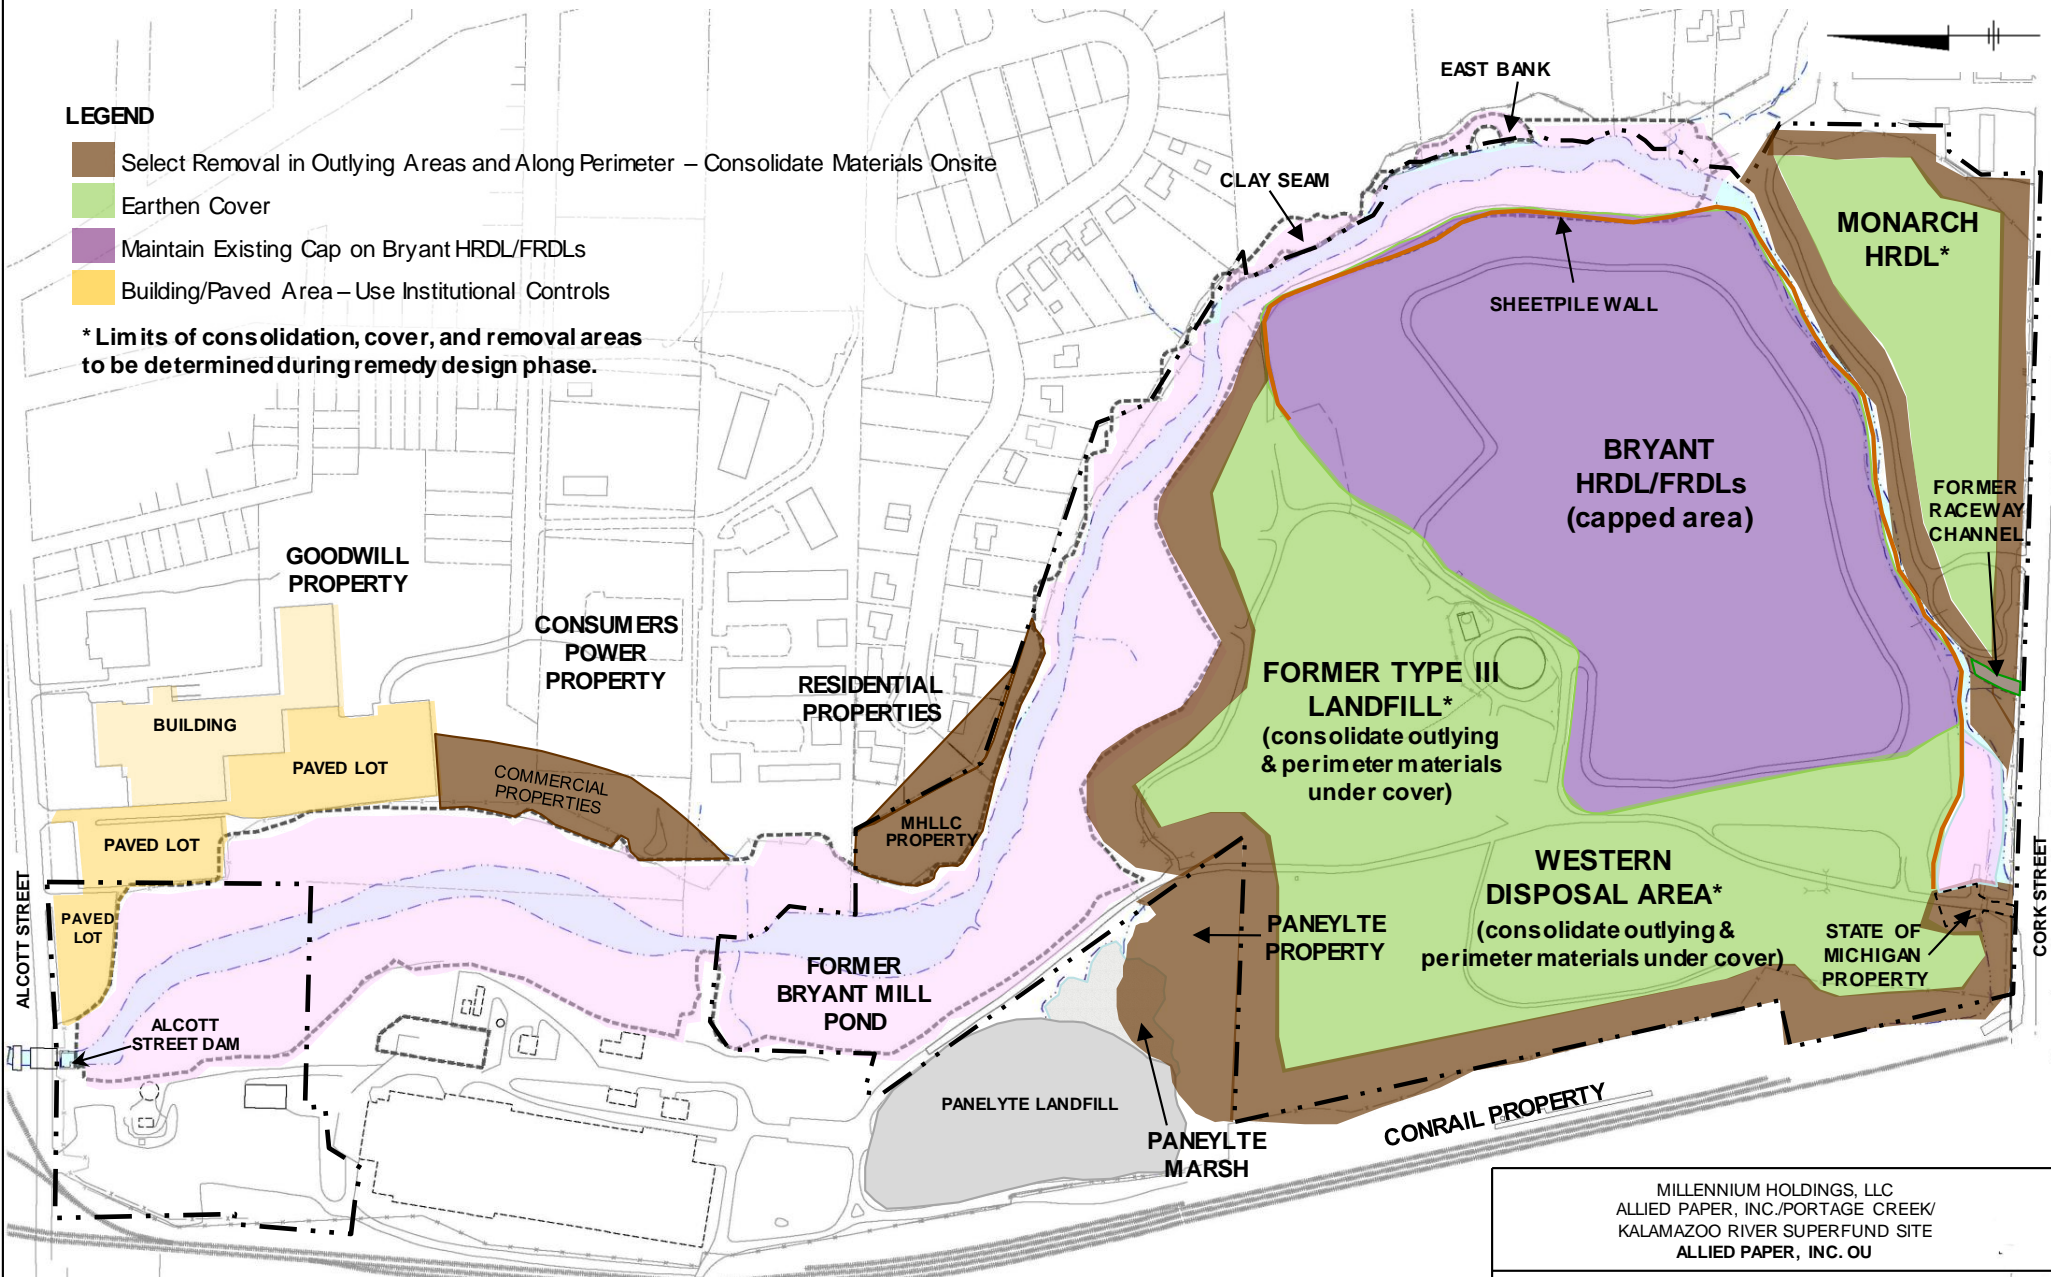 LEGEND
Select Removal in Outlying Areas and Along Perimeter – Consolidate Materials Onsite
Earthen Cover
Maintain Existing Cap on Bryant HRDL/FRDLs
Building/Paved Area – Use Institutional Controls
* Limits of consolidation, cover, and removal areas
to be determined during remedy design phase.
EAST BANK
CLAY SEAM
MONARCH
HRDL*
SHEETPILE WALL
BRYANT
HRDL/FRDLs
(capped area)
FORMER
RACEWAY
CHANNEL
GOODWILL
PROPERTY
CONSUMERS
POWER
PROPERTY
RESIDENTIAL
PROPERTIES
FORMER TYPE III
LANDFILL*
(consolidate outlying
& perimeter materials
under cover)
BUILDING
PAVED LOT
COMMERCIAL
PROPERTIES
MHLLC
PROPERTY
PAVED LOT
WESTERN
DISPOSAL AREA*
(consolidate outlying &
perimeter materials under cover)
PAVED
LOT
PANEYLTE
PROPERTY
STATE OF
MICHIGAN
PROPERTY
ALCOTT STREET
CORK STREET
FORMER
BRYANT MILL
POND
ALCOTT
STREET DAM
PANELYTE LANDFILL
PANEYLTE
MARSH
CONRAIL PROPERTY
MILLENNIUM HOLDINGS, LLC
ALLIED PAPER, INC./PORTAGE CREEK/
KALAMAZOO RIVER SUPERFUND SITE
ALLIED PAPER, INC. OU